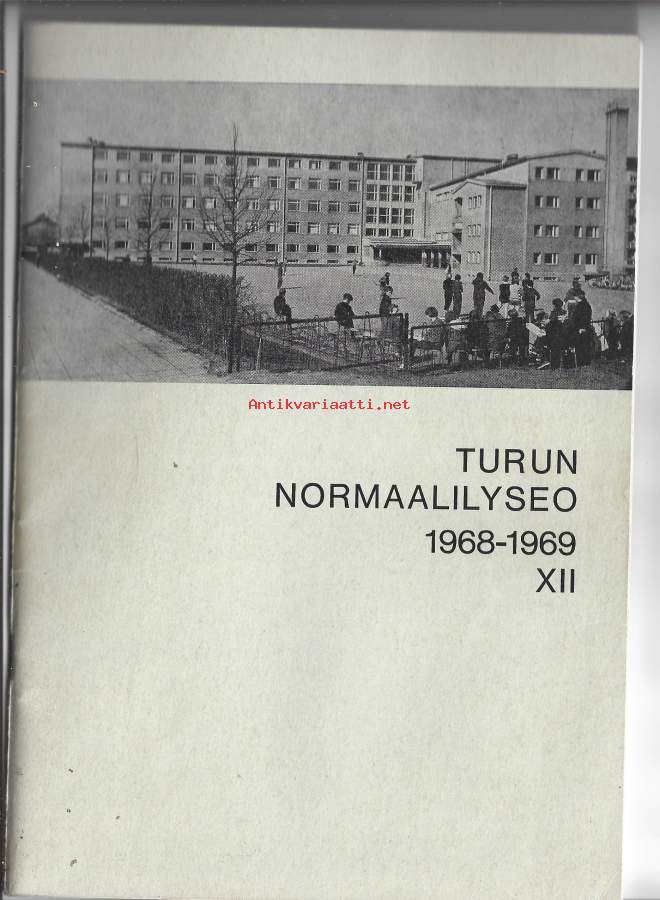 Antikvariaatti.net
TURUN
NORMAALILYSEO
1968-1969
XII